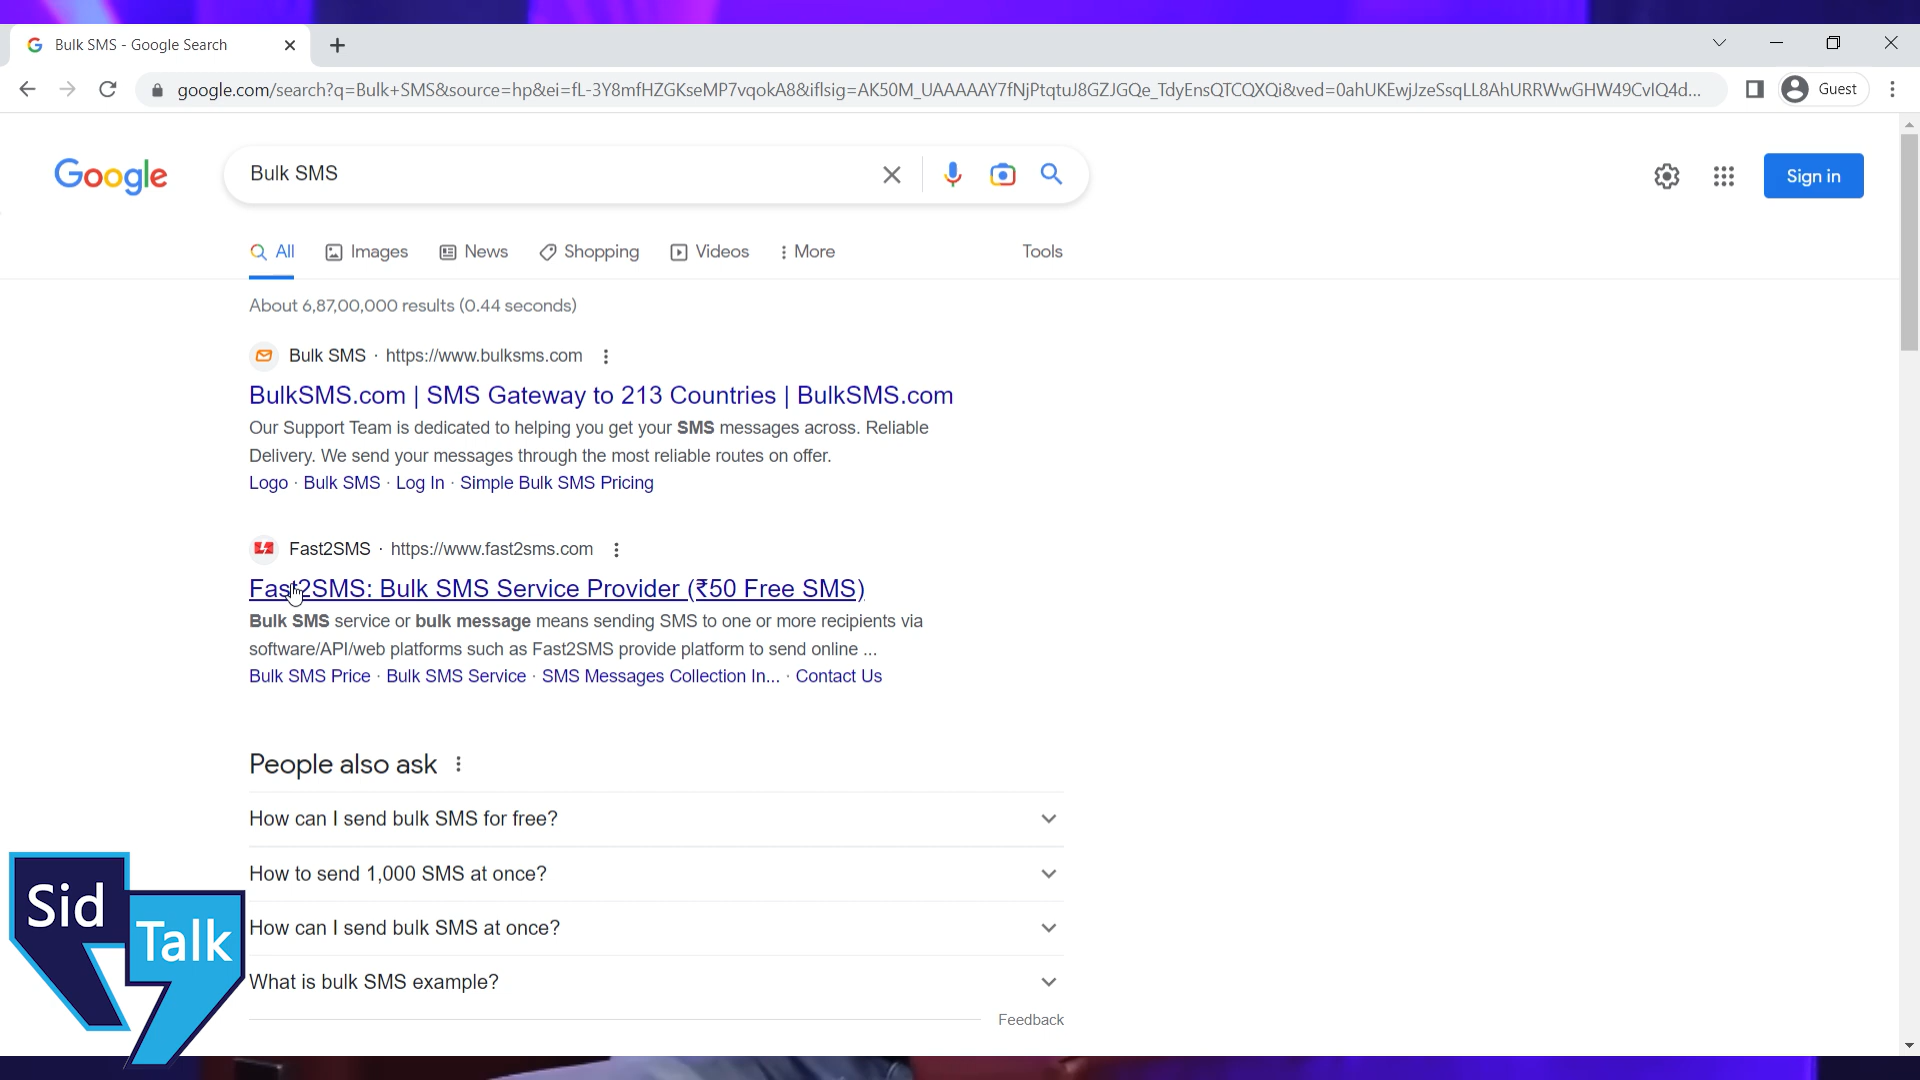 Bulk SMS - Google Search
google.com/search?q=Bulk+SMS&source=hp&ei=fL-3Y8mfHZGKseMP7vqokA8&iflsig=AK50M_UAAAAAY7fNjPtqtuJ8GZJGQe_TdyEnsQTCQXQi&ved=0ahUKEwjJzeSsqLL8AhURRWwGHW49CvIQ4d...
Guest
Google
Bulk SMS
Sign in
All Images News Shopping Videos More Tools
About 6,87,00,000 results (0.44 seconds)
Bulk SMS · https://www.bulksms.com
BulkSMS.com | SMS Gateway to 213 Countries | BulkSMS.com
Our Support Team is dedicated to helping you get your SMS messages across. Reliable
Delivery. We send your messages through the most reliable routes on offer.
Logo · Bulk SMS · Log In · Simple Bulk SMS Pricing
Fast2SMS · https://www.fast2sms.com
Fast2SMS: Bulk SMS Service Provider (₹50 Free SMS)
Bulk SMS service or bulk message means sending SMS to one or more recipients via
software/API/web platforms such as Fast2SMS provide platform to send online ...
Bulk SMS Price · Bulk SMS Service · SMS Messages Collection In... · Contact Us
People also ask
How can I send bulk SMS for free?
How to send 1,000 SMS at once?
How can I send bulk SMS at once?
What is bulk SMS example?
Feedback
Sid
Talk